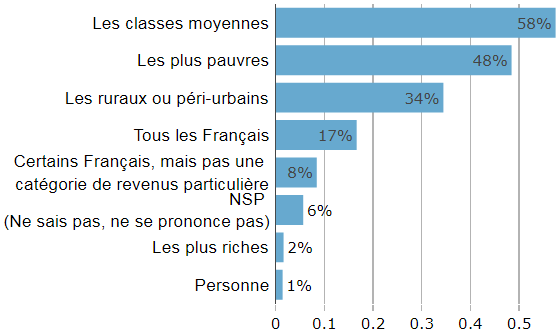 Les classes moyennes 58%
Les plus pauvres 48%
Les ruraux ou péri-urbains 34%
Tous les Français 17%
Certains Français, mais pas une
catégorie de revenus particulière 8%
NSP
(Ne sais pas, ne se prononce pas) 6%
Les plus riches 2%
Personne 1%
0 0.1 0.2 0.3 0.4 0.5